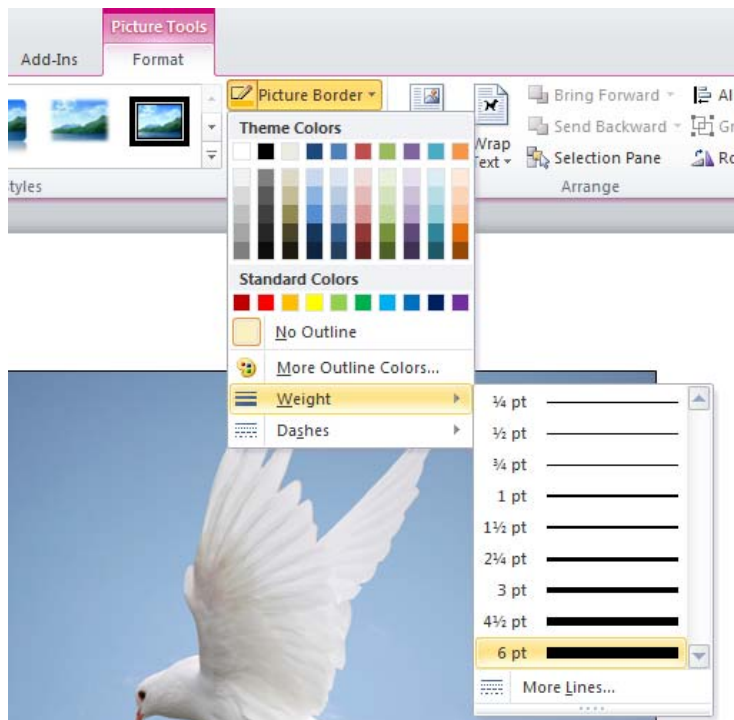 Picture Tools
Add-Ins
Format
Picture Border
Bring Forward
Send Backward
Wrap
Text
Selection Pane
Arrange
Theme Colors
Standard Colors
No Outline
More Outline Colors...
Weight
Dashes
¼ pt
½ pt
¾ pt
1 pt
1½ pt
2¼ pt
3 pt
4½ pt
6 pt
More Lines...